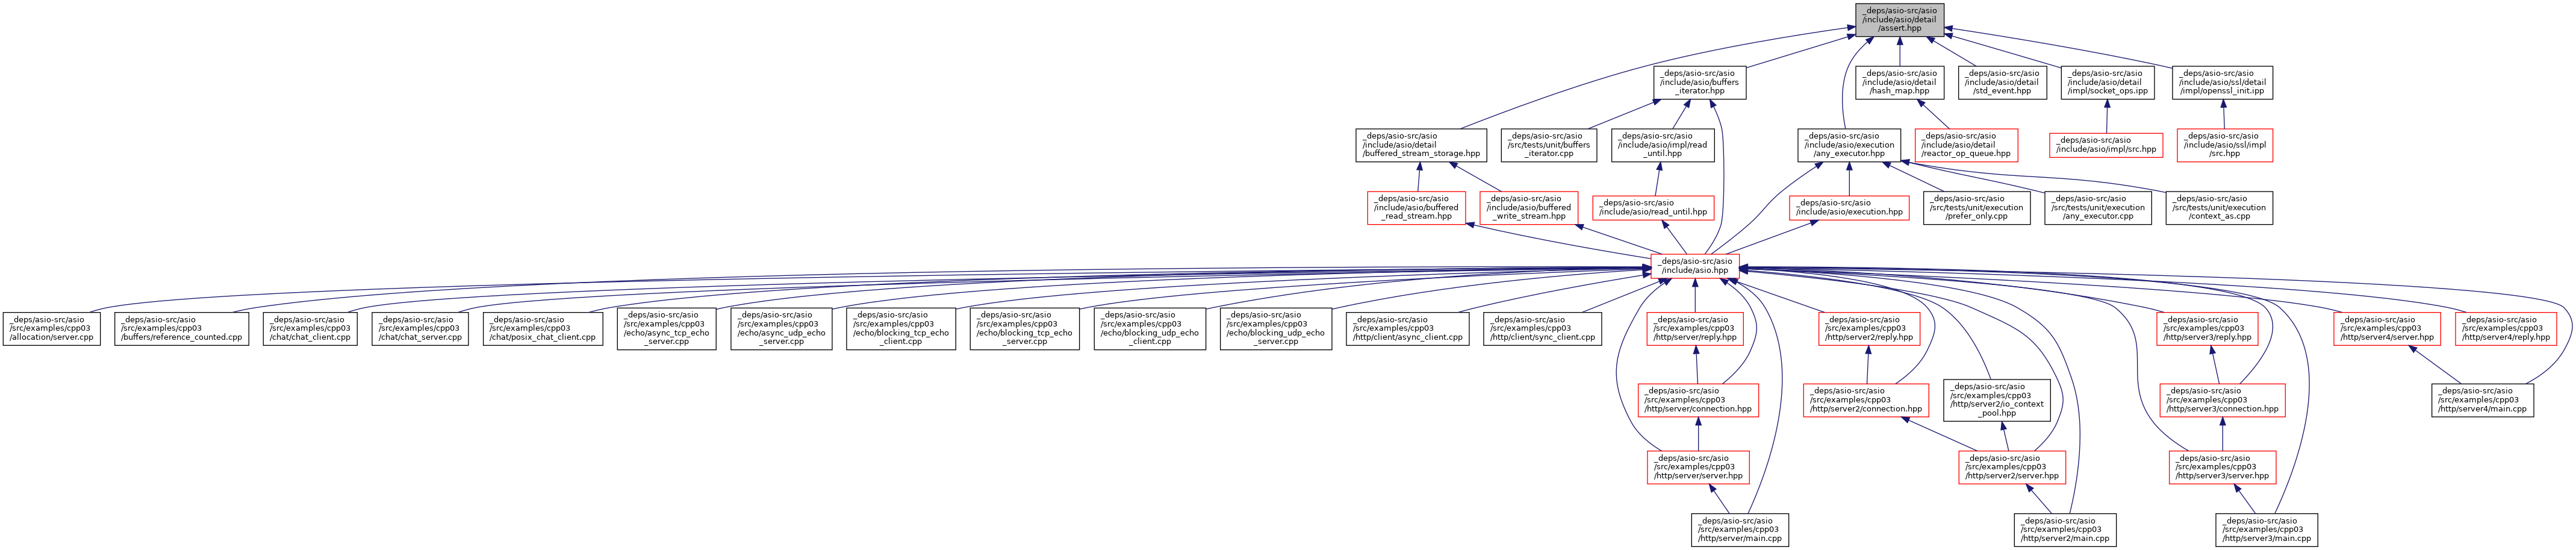 _deps/asio-src/asio
/include/asio/detail
/assert.hpp
_deps/asio-src/asio
/include/asio/buffers
_iterator.hpp
_deps/asio-src/asio
/include/asio/detail
/hash_map.hpp
_deps/asio-src/asio
/include/asio/detail
/std_event.hpp
_deps/asio-src/asio
/include/asio/detail
/impl/socket_ops.ipp
_deps/asio-src/asio
/include/asio/ssl/detail
/impl/openssl_init.ipp
_deps/asio-src/asio
/include/asio/detail
/buffered_stream_storage.hpp
_deps/asio-src/asio
/src/tests/unit/buffers
_iterator.cpp
_deps/asio-src/asio
/include/asio/impl/read
_until.hpp
_deps/asio-src/asio
/include/asio/execution
/any_executor.hpp
_deps/asio-src/asio
/include/asio/detail
/reactor_op_queue.hpp
_deps/asio-src/asio
/include/asio/impl/src.hpp
_deps/asio-src/asio
/include/asio/ssl/impl
/src.hpp
_deps/asio-src/asio
/include/asio/buffered
_read_stream.hpp
_deps/asio-src/asio
/include/asio/buffered
_write_stream.hpp
_deps/asio-src/asio
/include/asio/read_until.hpp
_deps/asio-src/asio
/include/asio/execution.hpp
_deps/asio-src/asio
/src/tests/unit/execution
/prefer_only.cpp
_deps/asio-src/asio
/src/tests/unit/execution
/any_executor.cpp
_deps/asio-src/asio
/src/tests/unit/execution
/context_as.cpp
_deps/asio-src/asio
/include/asio.hpp
_deps/asio-src/asio
/src/examples/cpp03
/allocation/server.cpp
_deps/asio-src/asio
/src/examples/cpp03
/buffers/reference_counted.cpp
_deps/asio-src/asio
/src/examples/cpp03
/chat/chat_client.cpp
_deps/asio-src/asio
/src/examples/cpp03
/chat/chat_server.cpp
_deps/asio-src/asio
/src/examples/cpp03
/chat/posix_chat_client.cpp
_deps/asio-src/asio
/src/examples/cpp03
/echo/async_tcp_echo
_server.cpp
_deps/asio-src/asio
/src/examples/cpp03
/echo/async_udp_echo
_server.cpp
_deps/asio-src/asio
/src/examples/cpp03
/echo/blocking_tcp_echo
_client.cpp
_deps/asio-src/asio
/src/examples/cpp03
/echo/blocking_tcp_echo
_server.cpp
_deps/asio-src/asio
/src/examples/cpp03
/echo/blocking_udp_echo
_client.cpp
_deps/asio-src/asio
/src/examples/cpp03
/echo/blocking_udp_echo
_server.cpp
_deps/asio-src/asio
/src/examples/cpp03
/http/client/async_client.cpp
_deps/asio-src/asio
/src/examples/cpp03
/http/client/sync_client.cpp
_deps/asio-src/asio
/src/examples/cpp03
/http/server/reply.hpp
_deps/asio-src/asio
/src/examples/cpp03
/http/server2/reply.hpp
_deps/asio-src/asio
/src/examples/cpp03
/http/server3/reply.hpp
_deps/asio-src/asio
/src/examples/cpp03
/http/server4/server.hpp
_deps/asio-src/asio
/src/examples/cpp03
/http/server4/reply.hpp
_deps/asio-src/asio
/src/examples/cpp03
/http/server/connection.hpp
_deps/asio-src/asio
/src/examples/cpp03
/http/server2/connection.hpp
_deps/asio-src/asio
/src/examples/cpp03
/http/server2/io_context
_pool.hpp
_deps/asio-src/asio
/src/examples/cpp03
/http/server3/connection.hpp
_deps/asio-src/asio
/src/examples/cpp03
/http/server4/main.cpp
_deps/asio-src/asio
/src/examples/cpp03
/http/server/server.hpp
_deps/asio-src/asio
/src/examples/cpp03
/http/server2/server.hpp
_deps/asio-src/asio
/src/examples/cpp03
/http/server3/server.hpp
_deps/asio-src/asio
/src/examples/cpp03
/http/server/main.cpp
_deps/asio-src/asio
/src/examples/cpp03
/http/server2/main.cpp
_deps/asio-src/asio
/src/examples/cpp03
/http/server3/main.cpp